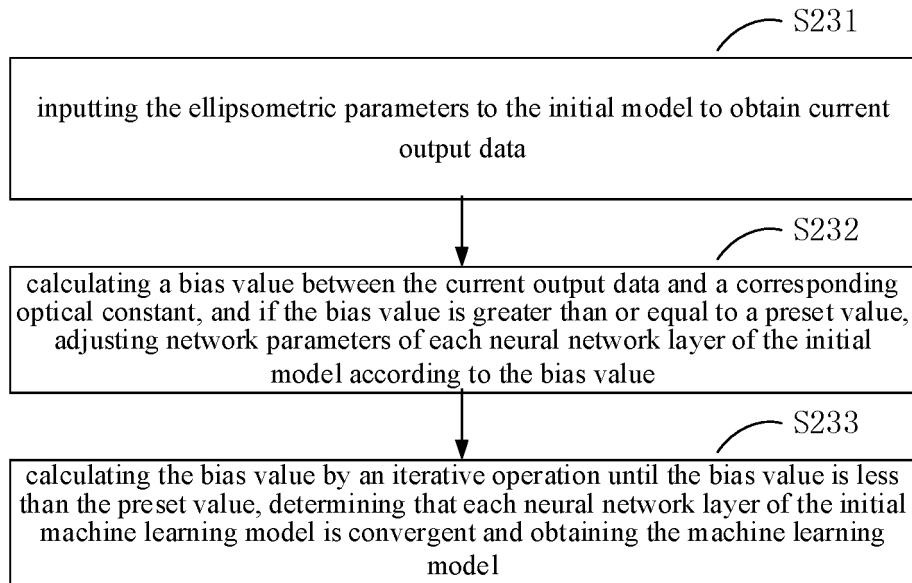 S231
inputting the ellipsometric parameters to the initial model to obtain current
output data
S232
calculating a bias value between the current output data and a corresponding
optical constant, and if the bias value is greater than or equal to a preset value,
adjusting network parameters of each neural network layer of the initial
model according to the bias value
S233
calculating the bias value by an iterative operation until the bias value is less
than the preset value, determining that each neural network layer of the initial
machine learning model is convergent and obtaining the machine learning
model